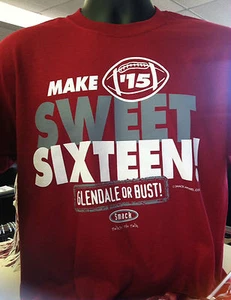 MAKE '15
SWEET
SIXTEEN!
GLENDALE OR BUST!
Smack